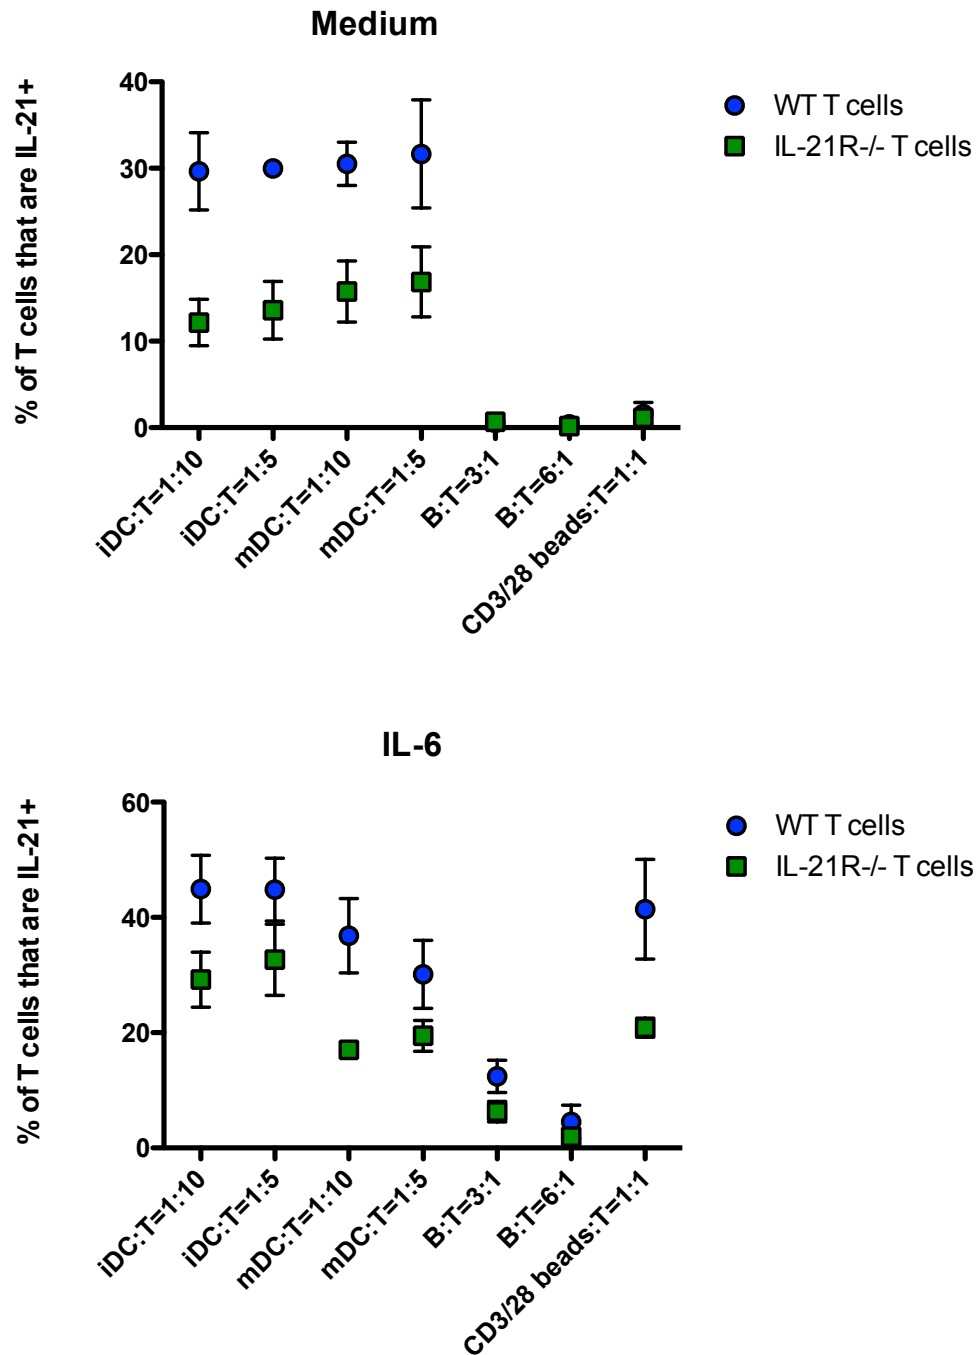 Medium
% of T cells that are IL-21+
40
30
20
10
0
WT T cells
IL-21R-/- T cells
iDC:T=1:10
iDC:T=1:5
mDC:T=1:10
mDC:T=1:5
B:T=3:1
B:T=6:1
CD3/28 beads:T=1:1
IL-6
% of T cells that are IL-21+
60
40
20
0
WT T cells
IL-21R-/- T cells
iDC:T=1:10
iDC:T=1:5
mDC:T=1:10
mDC:T=1:5
B:T=3:1
B:T=6:1
CD3/28 beads:T=1:1